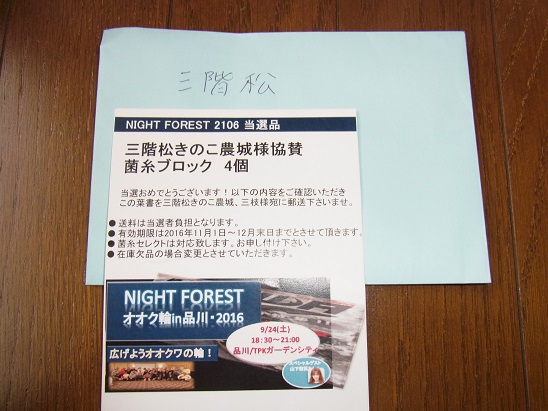 三階松
NIGHT FOREST 2106 当選品
三階松きのこ農城様協賛
菌糸ブロック 4個
当選おめでとうございます!以下の内容をご確認いただき
この葉書を三階松きのこ農城、三枝様宛に郵送下さいませ。
●送料は当選者負担となります。
●有効期限は2016年11月1日~12月末日までとさせて頂きます。
●菌糸セレクトは対応致します。お申し付け下さい。
●在庫欠品の場合変更とさせていただきます。
NIGHT FOREST
オオク輪in品川・2016
9/24(土)
18:30~21:00
品川/TPKガーデンシティ
広げようオオクワの輪!
スペシャルゲスト